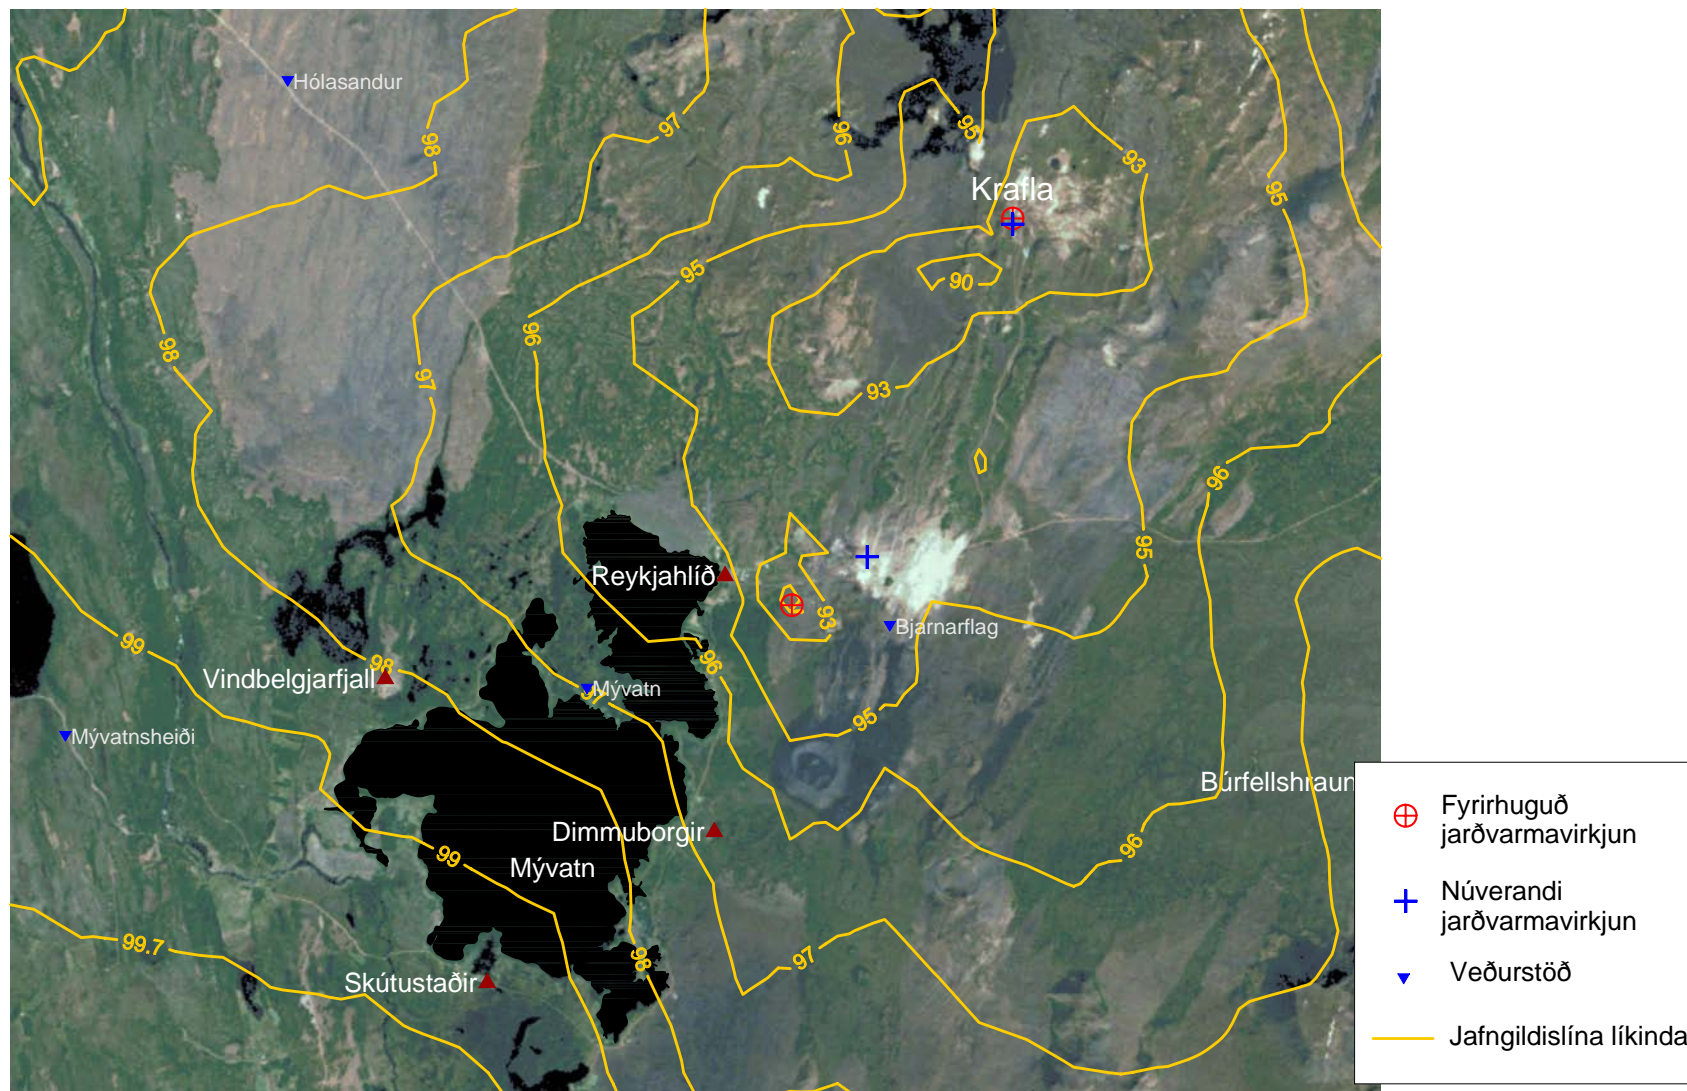 Hólasandur
98
97
96
95
93
95
Krafla
95
90
96
98
97
93
96
95
Reykjahlíð
93
Bjarnarflag
99
98
96
Vindbelgjarfjall
Mývatn
97
Mývatnsheiði
95
Búrfellshraun
Dimmuborgir
96
99
Mývatn
99.7
98
97
Skútustaðir
Fyrirhuguð
jarðvarmavirkjun
Núverandi
jarðvarmavirkjun
Veðurstöð
Jafngildislína líkinda